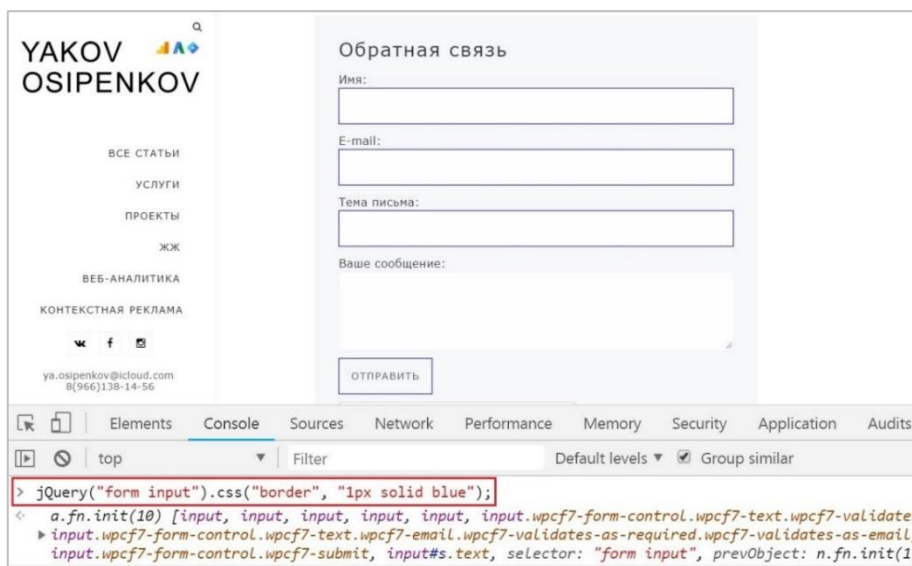 YAKOV
OSIPENKOV
ВСЕ СТАТЬИ
УСЛУГИ
ПРОЕКТЫ
ЖЖ
ВЕБ-АНАЛИТИКА
КОНТЕКСТНАЯ РЕКЛАМА
ya.osipenkov@icloud.com
8(966)138-14-56
Обратная связь
Имя:
E-mail:
Тема письма:
Ваше сообщение:
ОТПРАВИТЬ
Elements Console Sources Network Performance Memory Security Application Audits
top Filter Default levels Group similar
> jQuery("form input").css("border", "1px solid blue");
a.fn.init(10) [input, input, input, input, input, input.wpcf7-form-control.wpcf7-text.wpcf7-validate
input.wpcf7-form-control.wpcf7-text.wpcf7-email.wpcf7-validates-as-required.wpcf7-validates-as-email,
input.wpcf7-form-control.wpcf7-submit, input#s.text, selector: "form input", prevObject: n.fn.init(1